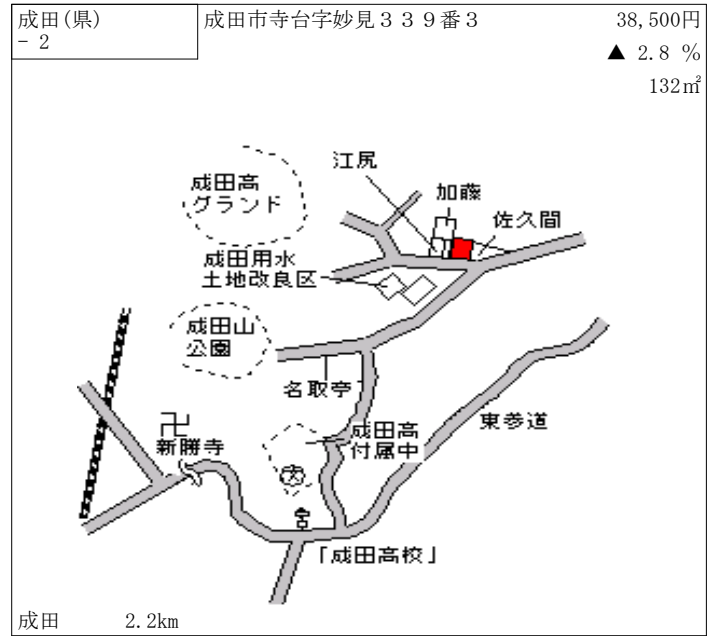 成田(県)
- 2
成田市寺台字妙見３３９番３
38,500円
▲ 2.8 %
132㎡
江尻
加藤
佐久間
成田高
グランド
成田用水
土地改良区
成田山
公園
名取亭
東参道
成田高
付属中
卍
新勝寺
文
「成田高校」
成田 2.2km